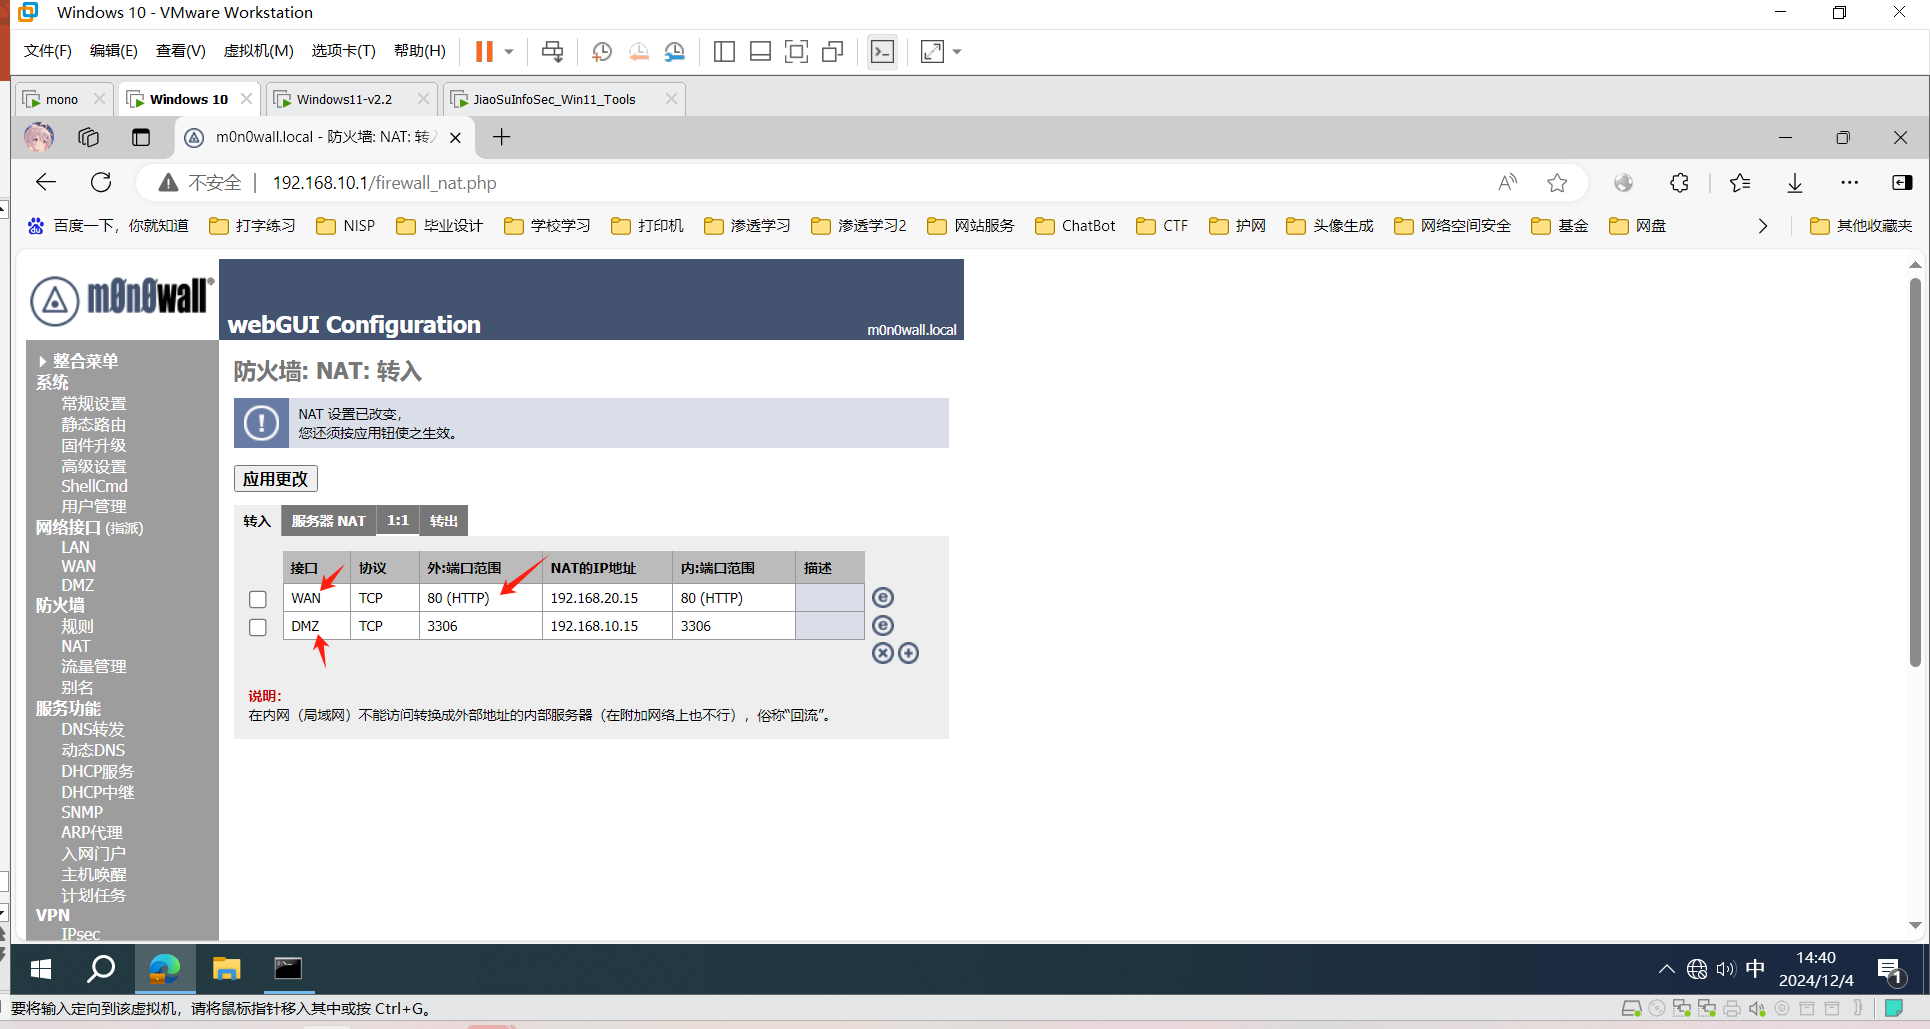 Windows 10 - VMware Workstation
文件(F) 编辑(E) 查看(V) 虚拟机(M) 选项卡(T) 帮助(H)
mono Windows 10 Windows11-v2.2 JiaoSuInfoSec_Win11_Tools
m0n0wall.local - 防火墙: NAT: 转入
不安全 192.168.10.1/firewall_nat.php
百度一下，你就知道 打字练习 NISP 毕业设计 学校学习 打印机 渗透学习 渗透学习2 网站服务 ChatBot CTF 护网 头像生成 网络空间安全 基金 网盘 其他收藏夹
m0n0wall
webGUI Configuration m0n0wall.local
整合菜单
系统
常规设置
静态路由
固件升级
高级设置
ShellCmd
用户管理
网络接口 (指派)
LAN
WAN
DMZ
防火墙
规则
NAT
流量管理
别名
服务功能
DNS转发
动态DNS
DHCP服务
DHCP中继
SNMP
ARP代理
入网门户
主机唤醒
计划任务
VPN
IPsec
防火墙: NAT: 转入
NAT 设置已改变，
您还须按应用钮使之生效。
应用更改
转入 服务器 NAT 1:1 转出
接口 协议 外:端口范围 NAT的IP地址 内:端口范围 描述
WAN TCP 80 (HTTP) 192.168.20.15 80 (HTTP)
DMZ TCP 3306 192.168.10.15 3306
说明:
在内网（局域网）不能访问转换成外部地址的内部服务器（在附加网络上也不行），俗称“回流”。
中 14:40
2024/12/4 1
要将输入定向到该虚拟机，请将鼠标指针移入其中或按 Ctrl+G。